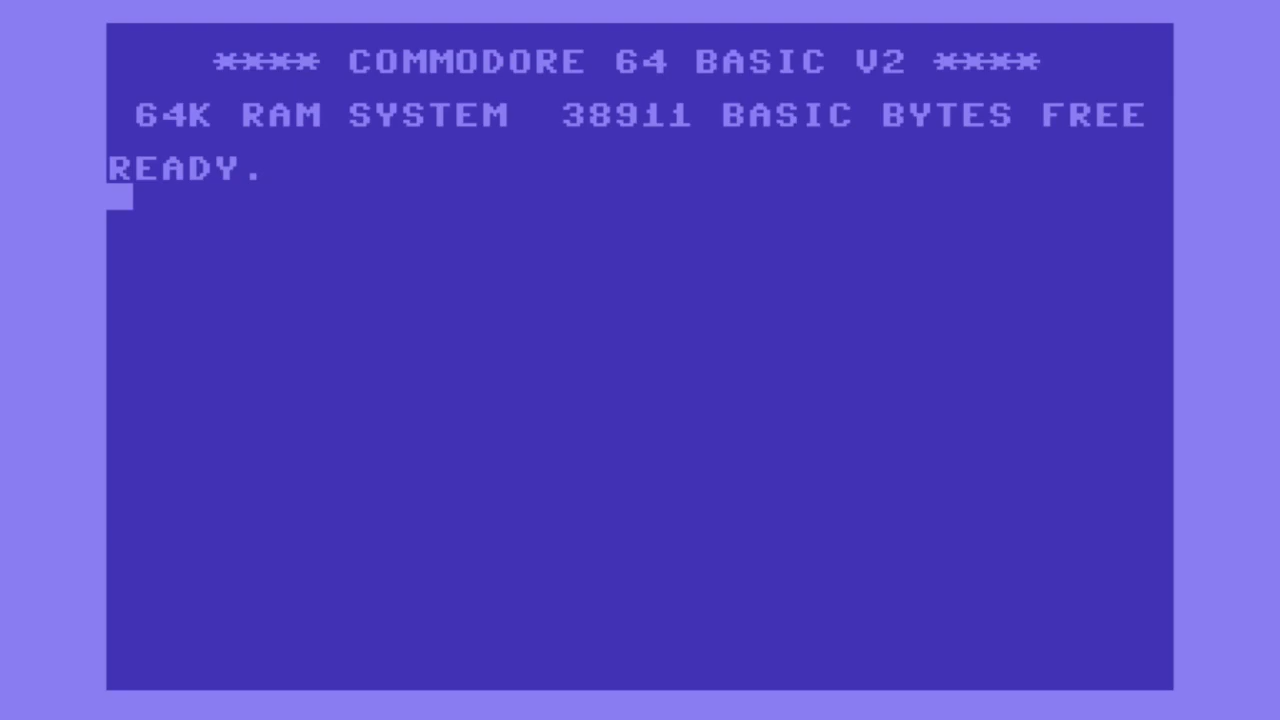 **** COMMODORE 64 BASIC V2 ****
64K RAM SYSTEM  38911 BASIC BYTES FREE
READY.